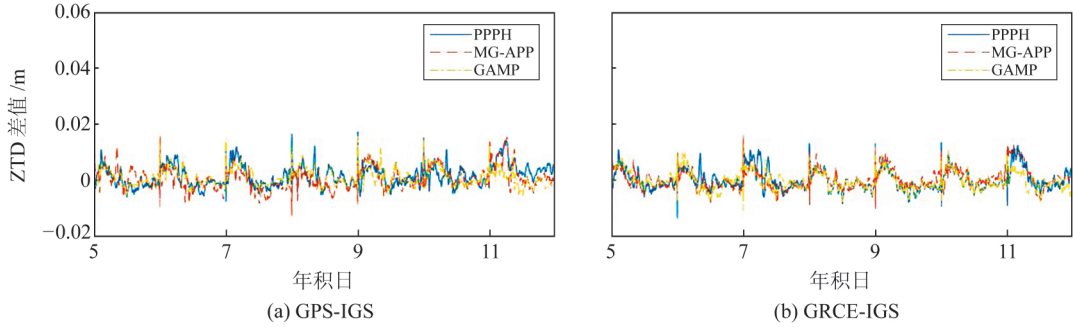 0.06
0.04
0.02
0
−0.02
ZTD 差值 /m
PPPH
MG-APP
GAMP
5
7
9
11
年积日
(a) GPS-IGS
PPPH
MG-APP
GAMP
5
7
9
11
年积日
(b) GRCE-IGS